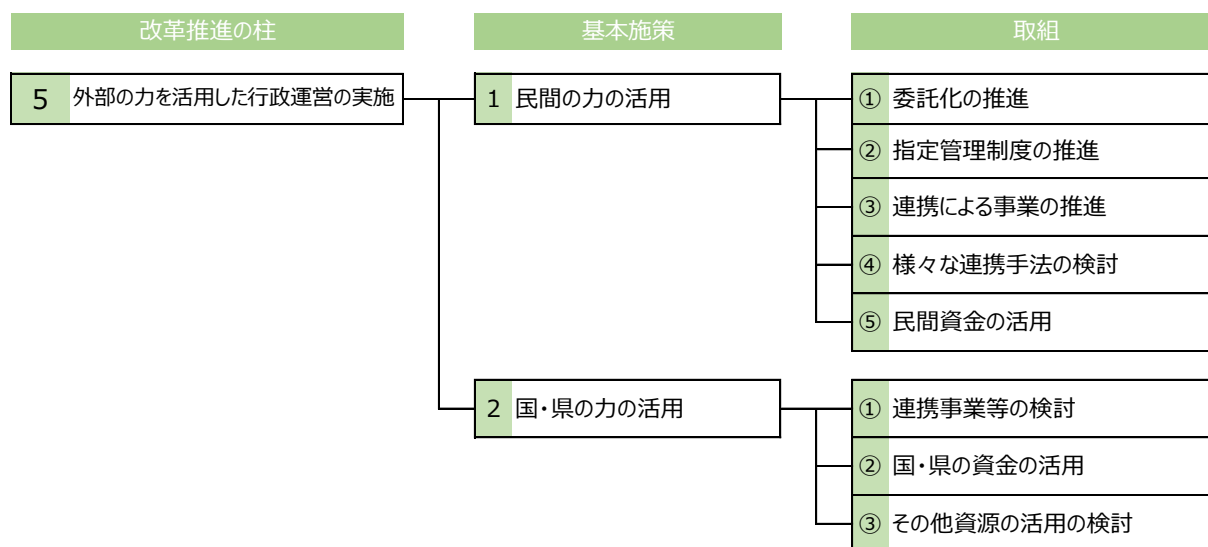 改革推進の柱
基本施策
取組
5 外部の力を活用した行政運営の実施
1 民間の力の活用
① 委託化の推進
② 指定管理制度の推進
③ 連携による事業の推進
④ 様々な連携手法の検討
⑤ 民間資金の活用
2 国・県の力の活用
① 連携事業等の検討
② 国・県の資金の活用
③ その他資源の活用の検討